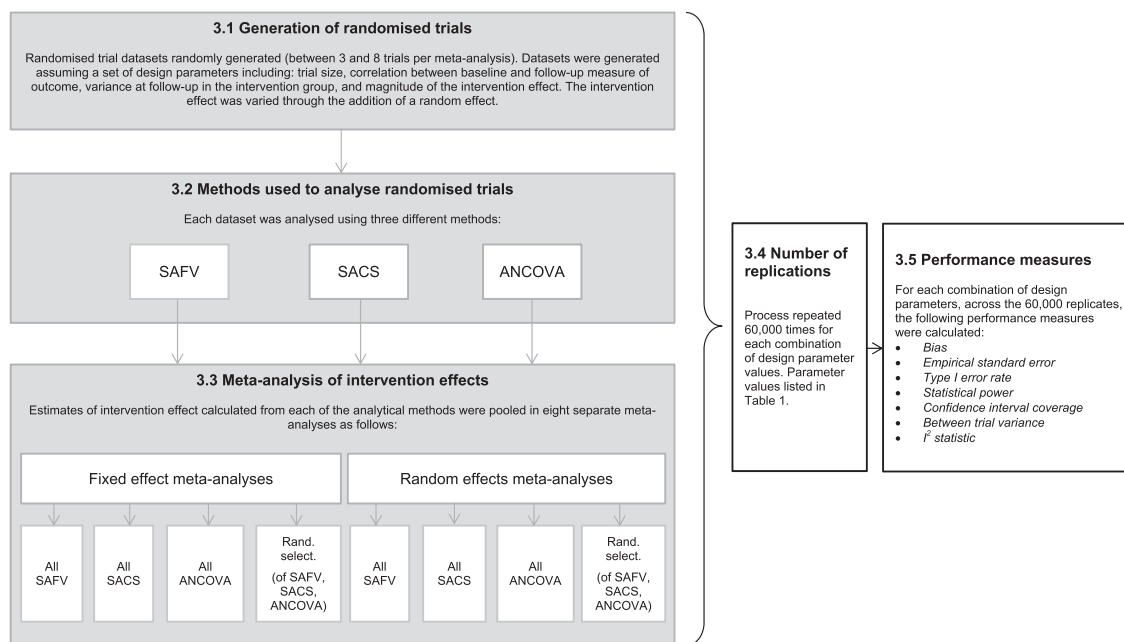 3.1 Generation of randomised trials
Randomised trial datasets randomly generated (between 3 and 8 trials per meta-analysis). Datasets were generated
assuming a set of design parameters including: trial size, correlation between baseline and follow-up measure of
outcome, variance at follow-up in the intervention group, and magnitude of the intervention effect. The intervention
effect was varied through the addition of a random effect.
3.2 Methods used to analyse randomised trials
Each dataset was analysed using three different methods:
SAFV
SACS
ANCOVA
3.3 Meta-analysis of intervention effects
Estimates of intervention effect calculated from each of the analytical methods were pooled in eight separate meta-
analyses as follows:
Fixed effect meta-analyses
All
SAFV
All
SACS
All
ANCOVA
Rand.
select.
(of SAFV,
SACS,
ANCOVA)
Random effects meta-analyses
All
SAFV
All
SACS
All
ANCOVA
Rand.
select.
(of SAFV,
SACS,
ANCOVA)
3.4 Number of
replications
Process repeated
60,000 times for
each combination
of design parameter
values. Parameter
values listed in
Table 1.
3.5 Performance measures
For each combination of design
parameters, across the 60,000 replicates,
the following performance measures
were calculated:
• Bias
• Empirical standard error
• Type I error rate
• Statistical power
• Confidence interval coverage
• Between trial variance
• I² statistic